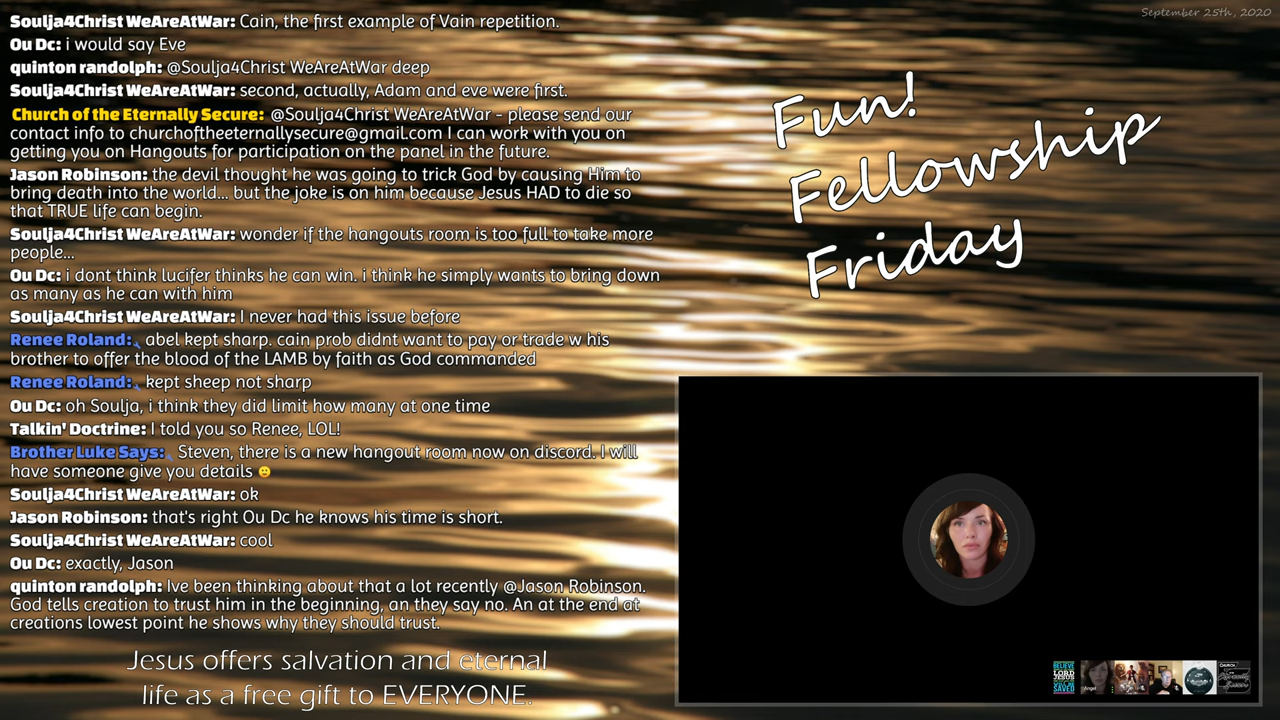 Soulja4Christ WeAreAtWar: Cain, the first example of Vain repetition.
Ou Dc: i would say Eve
quinton randolph: @Soulja4Christ WeAreAtWar deep
Soulja4Christ WeAreAtWar: second, actually, Adam and eve were first.
Church of the Eternally Secure: @Soulja4Christ WeAreAtWar - please send our
contact info to churchoftheeternallysecure@gmail.com I can work with you on
getting you on Hangouts for participation on the panel in the future.
Jason Robinson: the devil thought he was going to trick God by causing Him to
bring death into the world... but the joke is on him because Jesus HAD to die so
that TRUE life can begin.
Soulja4Christ WeAreAtWar: wonder if the hangouts room is too full to take more
people...
Ou Dc: i dont think lucifer thinks he can win. i think he simply wants to bring down
as many as he can with him
Soulja4Christ WeAreAtWar: I never had this issue before
Renee Roland: abel kept sharp. cain prob didnt want to pay or trade w his
brother to offer the blood of the LAMB by faith as God commanded
Renee Roland: kept sheep not sharp
Ou Dc: oh Soulja, i think they did limit how many at one time
Talkin' Doctrine: I told you so Renee, LOL!
Brother Luke Says: Steven, there is a new hangout room now on discord. I will
have someone give you details 🙂
Soulja4Christ WeAreAtWar: ok
Jason Robinson: that's right Ou Dc he knows his time is short.
Soulja4Christ WeAreAtWar: cool
Ou Dc: exactly, Jason
quinton randolph: Ive been thinking about that a lot recently @Jason Robinson.
God tells creation to trust him in the beginning, an they say no. An at the end at
creations lowest point he shows why they should trust.
Jesus offers salvation and eternal
life as a free gift to EVERYONE.
September 25th, 2020
Fun!
Fellowship
Friday
BELIEVE
LORD
JESUS
SAVED
Angel
CHURCH